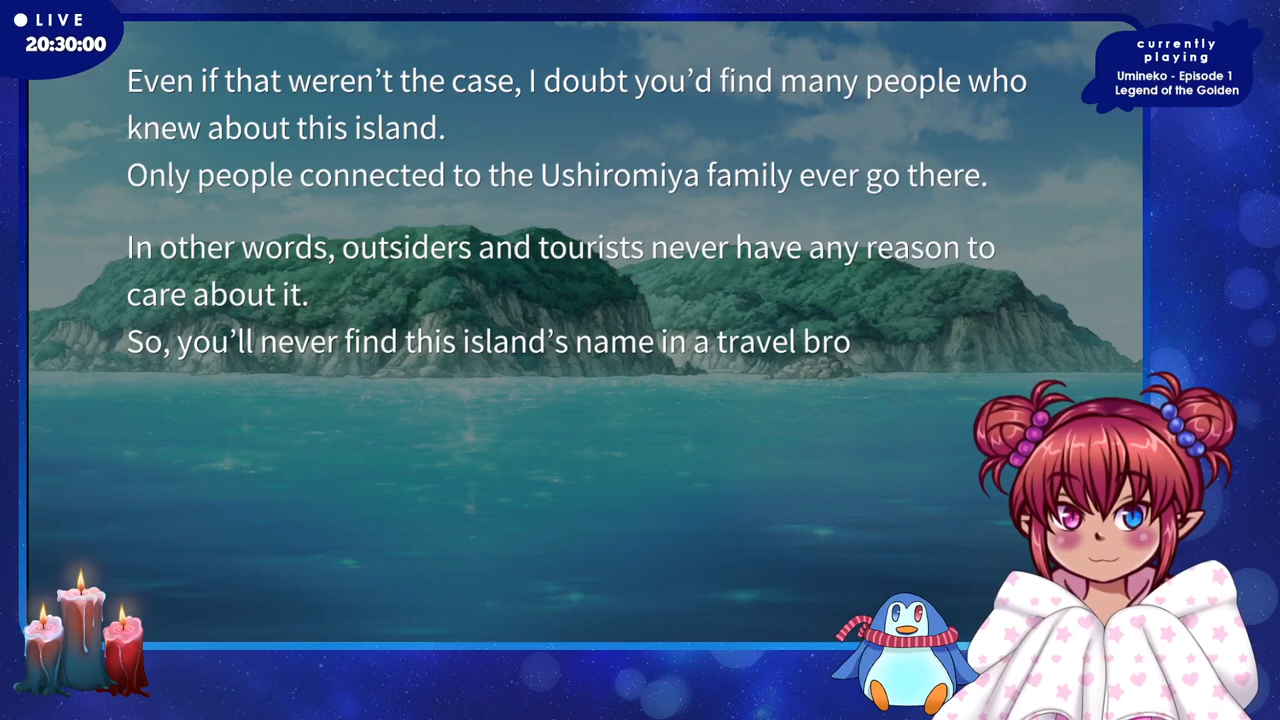 LIVE
20:30:00
currently
playing
Umineko - Episode 1
Legend of the Golden
Even if that weren’t the case, I doubt you’d find many people who
knew about this island.
Only people connected to the Ushiromiya family ever go there.
In other words, outsiders and tourists never have any reason to
care about it.
So, you’ll never find this island’s name in a travel bro